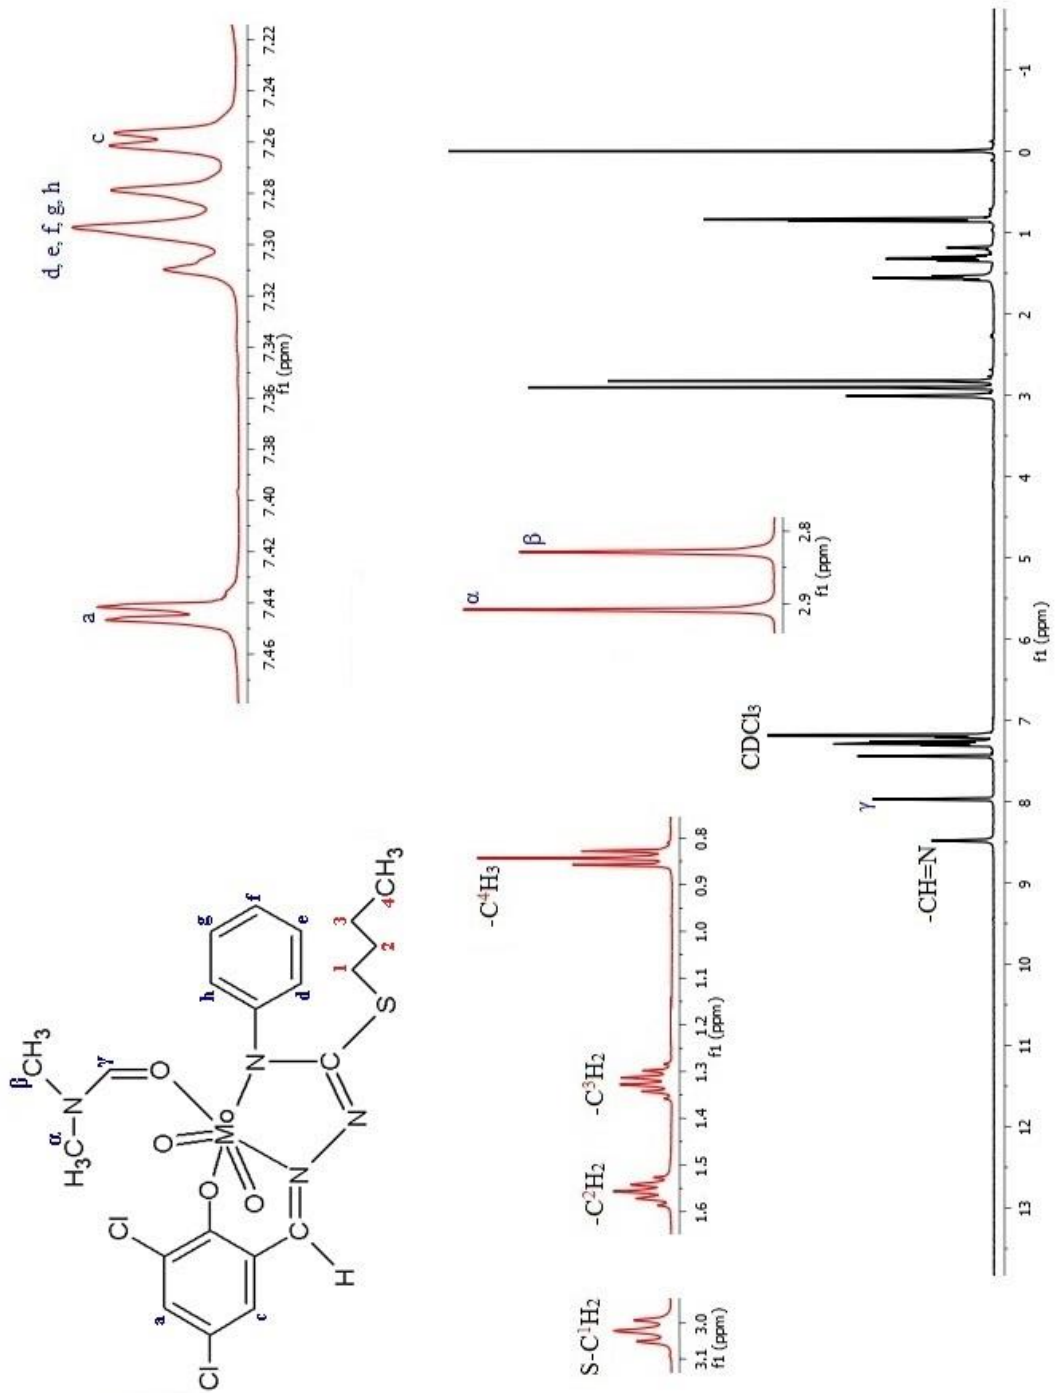 Cl
Cl
a
c
O
O
O
Mo
H
C
N
N
C
N
S
O
γ
N
α
H₃C
β
CH₃
h
g
f
e
d
1
2
3
4
CH₃
a
d, e, f, g, h
c
7.46 7.44 7.42 7.40 7.38 7.36 7.34 7.32 7.30 7.28 7.26 7.24 7.22
f1 (ppm)
S-C¹H₂
3.1 3.0
f1 (ppm)
-C²H₂
-C³H₂
-C⁴H₃
1.6 1.5 1.4 1.3 1.2 1.1 1.0 0.9 0.8
f1 (ppm)
α
β
2.9 2.8
f1 (ppm)
-CH=N
γ
CDCl₃
13 12 11 10 9 8 7 6 5 4 3 2 1 0 -1
f1 (ppm)